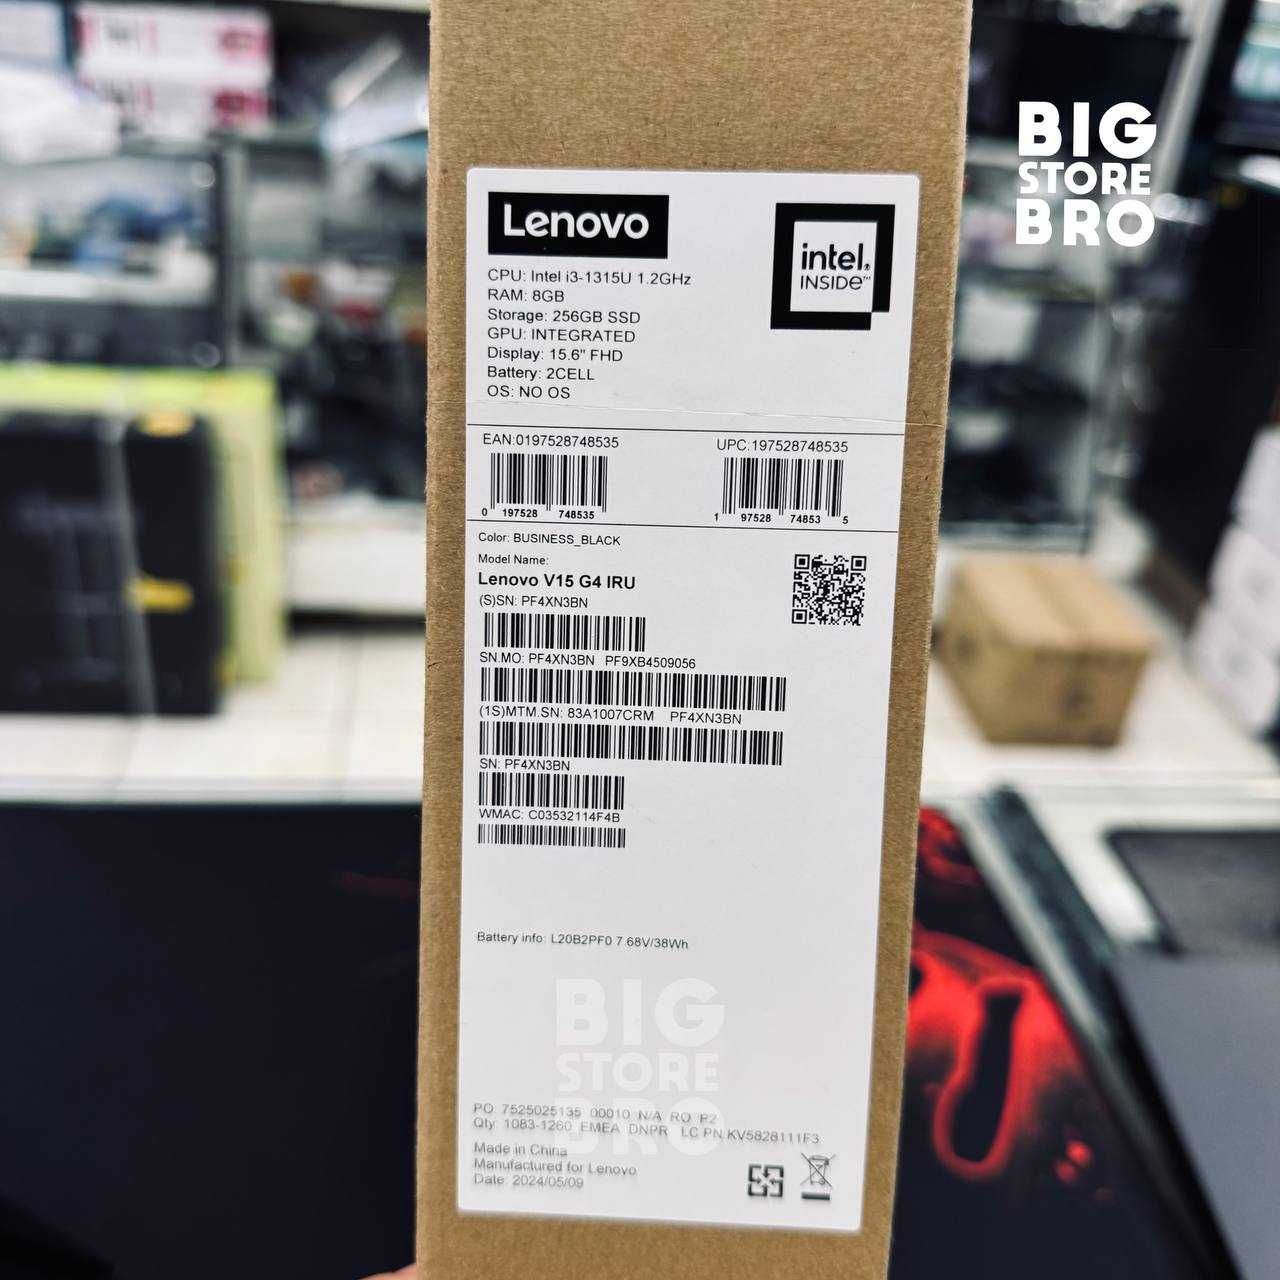 BIG
STORE
BRO
Lenovo
intel.
INSIDE™
CPU: Intel i3-1315U 1.2GHz
RAM: 8GB
Storage: 256GB SSD
GPU: INTEGRATED
Display: 15.6" FHD
Battery: 2CELL
OS: NO OS
EAN:0197528748535
UPC:197528748535
0 197528 748535
1 97528 74853 5
Color: BUSINESS_BLACK
Model Name:
Lenovo V15 G4 IRU
(S)SN: PF4XN3BN
SN.MO: PF4XN3BN PF9XB4509056
(1S)MTM.SN: 83A1007CRM PF4XN3BN
SN: PF4XN3BN
WMAC: C03532114F4B
Battery info: L20B2PF0 7.68V/38Wh
BIG
STORE
BRO
PO 7525025135 00010 N/A RO R2
Qty: 1083-1260 EMEA DNPR LC PN:KV5828111F3
Made in China
Manufactured for Lenovo
Date: 2024/05/09